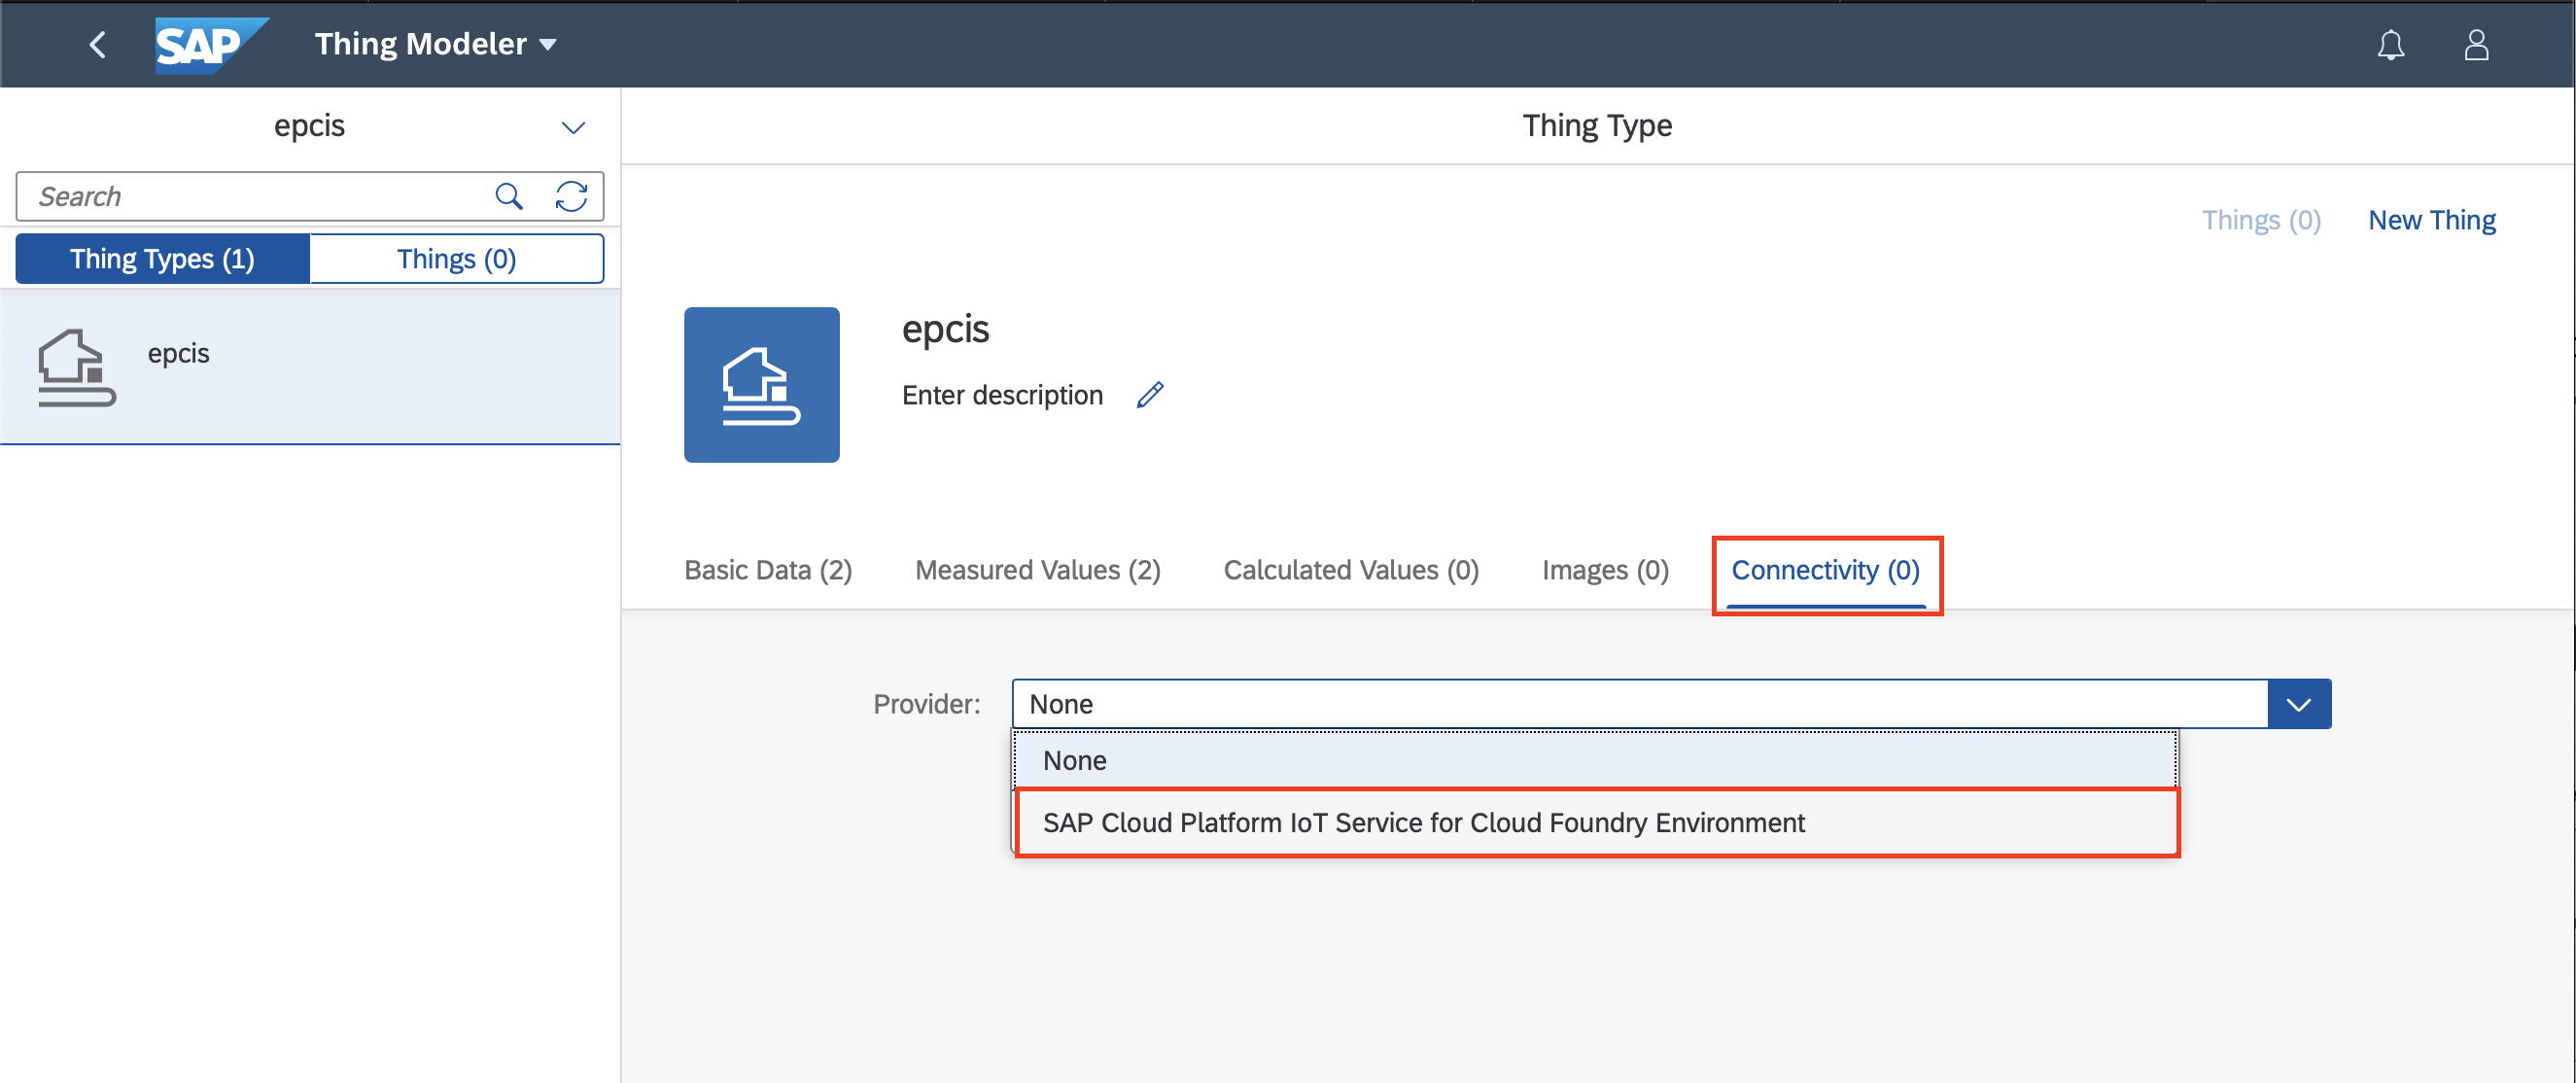 SAP
Thing Modeler
epcis
Thing Type
Search
Things (0)
New Thing
Thing Types (1)
Things (0)
epcis
epcis
Enter description
Basic Data (2)
Measured Values (2)
Calculated Values (0)
Images (0)
Connectivity (0)
Provider:
None
None
SAP Cloud Platform IoT Service for Cloud Foundry Environment